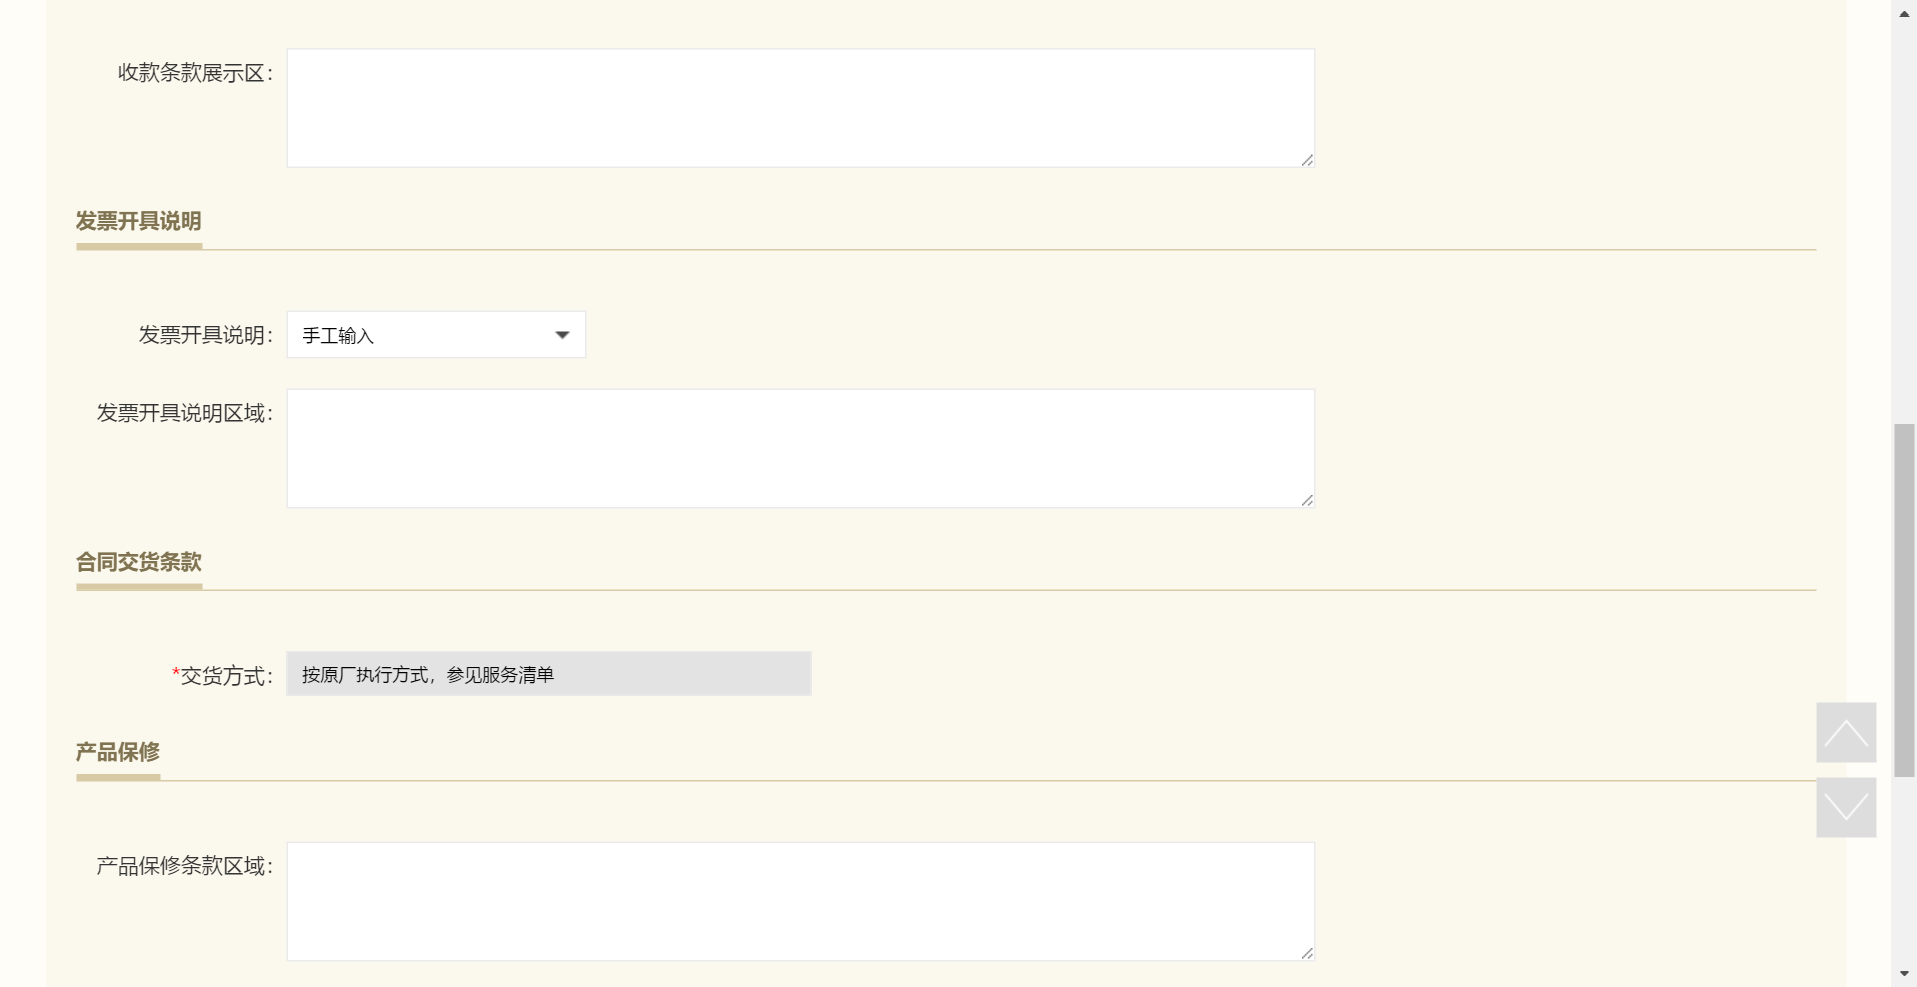 收款条款展示区：
发票开具说明
发票开具说明：
手工输入
发票开具说明区域：
合同交货条款
*交货方式：
按原厂执行方式，参见服务清单
产品保修
产品保修条款区域：